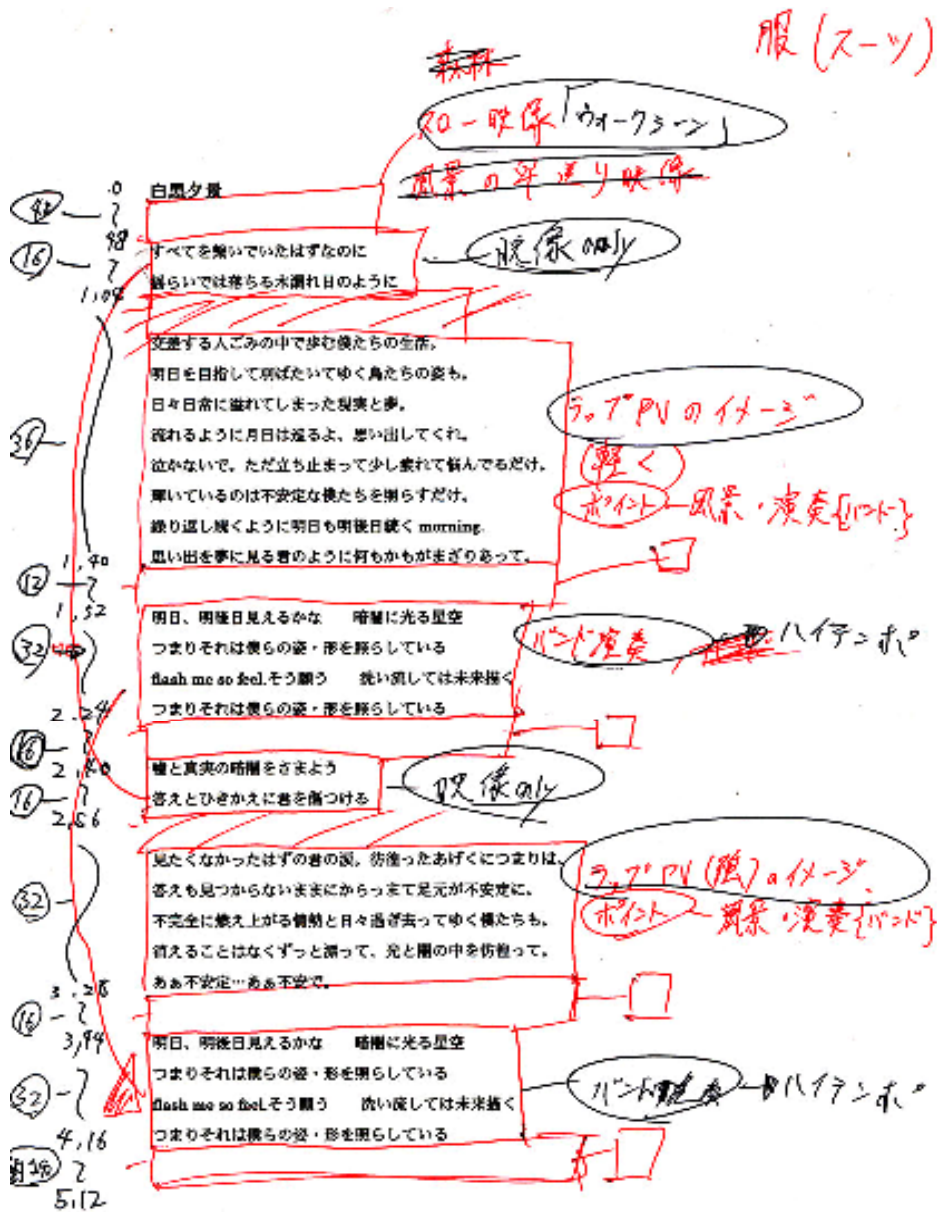 服(スーツ)
スロー映像「ウォークシーン」
風景の早送り映像
.0
白黒夕景
48
〜
48
すべてを繋いでいたはずなのに
映像only
16
〜
揺らいでは落ちる木漏れ日のように
1,04
交差する人ごみの中で歩む僕たちの生活。
明日を目指して羽ばたいてゆく鳥たちの姿も。
日々日常に溢れてしまった現実と夢。
ラップPVのイメージ
36
流れるように月日は巡るよ、思い出してくれ。
軽く
泣かないで。ただ立ち止まって少し疲れて悩んでるだけ。
輝いているのは不安定な僕たちを照らすだけ。
ポイント - 風景・演奏{バンド}
繰り返し続くように明日も明後日続く morning.
思い出を夢に見る君のように何もかもがまざりあって。
1,40
12
〜
1,52
明日、明後日見えるかな 暗闇に光る星空
32
つまりそれは僕らの姿・形を照らしている
バンド演奏 ハイテンポ
flash me so feel.そう願う 洗い流しては未来描く
2.24
つまりそれは僕らの姿・形を照らしている
16
〜
2,40
嘘と真実の暗闇をさまよう
映像only
16
〜
答えとひきかえに君を傷つける
2,56
見たくなかったはずの君の涙。彷徨ったあげくにつまりは、
ラップPV(強)のイメージ
答えも見つからないままにからっまて足元が不安定に。
32
不完全に燃え上がる情熱と日々過ぎ去ってゆく僕たちも。
ポイント - 風景・演奏{バンド}
消えることはなくずっと漂って、光と闇の中を彷徨って。
あぁ不安定…あぁ不安で。
3.28
16
〜
3,44
明日、明後日見えるかな 暗闇に光る星空
つまりそれは僕らの姿・形を照らしている
32
〜
flash me so feel.そう願う 洗い流しては未来描く
バンド演奏 ハイテンポ
つまりそれは僕らの姿・形を照らしている
4,16
〜
5,12